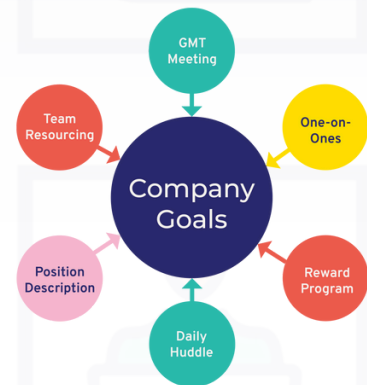 GMT
Meeting
Team
Resourcing
One-on-
Ones
Company
Goals
Position
Description
Reward
Program
Daily
Huddle